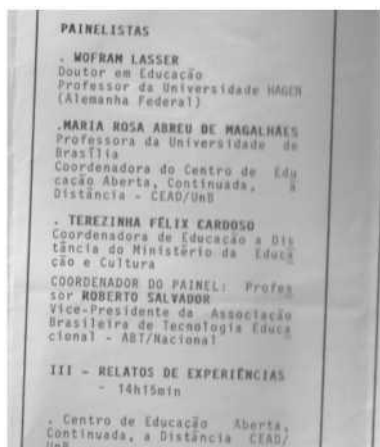 PAINELISTAS
. WOFRAM LASSER
Doutor em Educação
Professor da Universidade HAGEN
(Alemanha Federal)
.MARIA ROSA ABREU DE MAGALHÃES
Professora da Universidade de
Brasília
Coordenadora do Centro de Edu
cação Aberta, Continuada, a
Distância - CEAD/UnB
. TEREZINHA FÉLIX CARDOSO
Coordenadora de Educação a Dis
tância do Ministério da Educa
ção e Cultura
COORDENADOR DO PAINEL: Profes
sor ROBERTO SALVADOR
Vice-Presidente da Associação
Brasileira de Tecnologia Educa
cional - ABT/Nacional
III - RELATOS DE EXPERIÊNCIAS
- 14h15min
. Centro de Educação Aberta,
Continuada, a Distância CEAD/
UnB